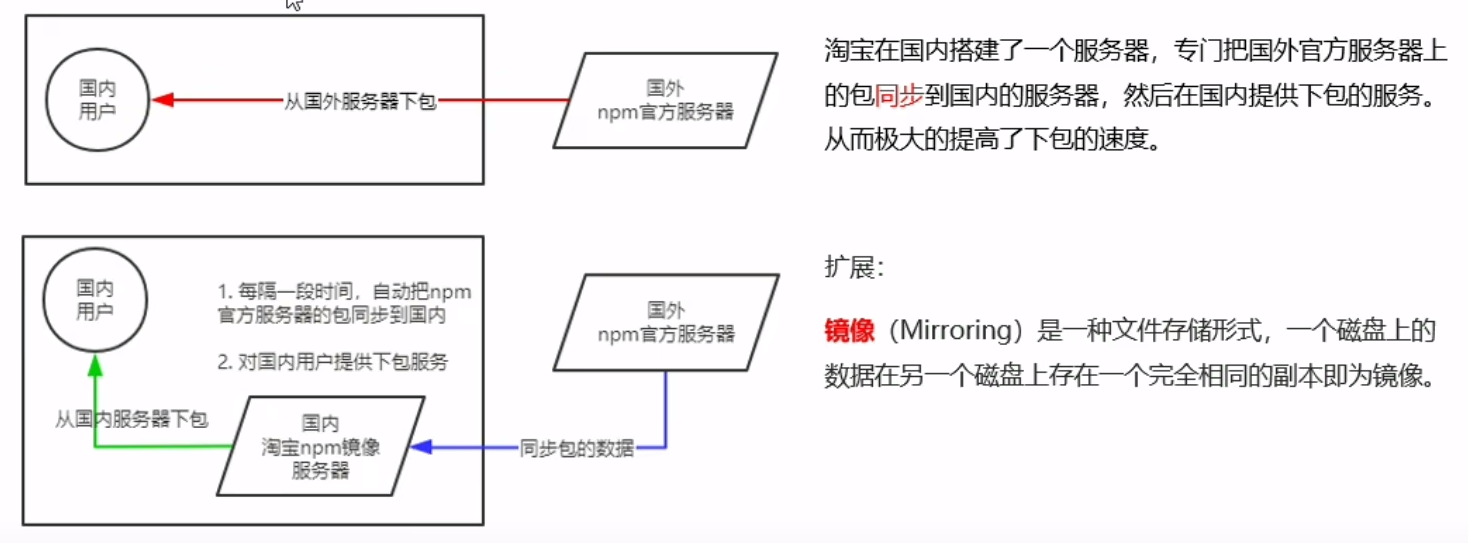 国内
用户
从国外服务器下包
国外
npm官方服务器
淘宝在国内搭建了一个服务器，专门把国外官方服务器上
的包同步到国内的服务器，然后在国内提供下包的服务。
从而极大的提高了下包的速度。
国内
用户
1. 每隔一段时间，自动把npm
官方服务器的包同步到国内
2. 对国内用户提供下包服务
从国内服务器下包
国内
淘宝npm镜像
服务器
同步包的数据
国外
npm官方服务器
扩展：
镜像（Mirroring）是一种文件存储形式，一个磁盘上的
数据在另一个磁盘上存在一个完全相同的副本即为镜像。